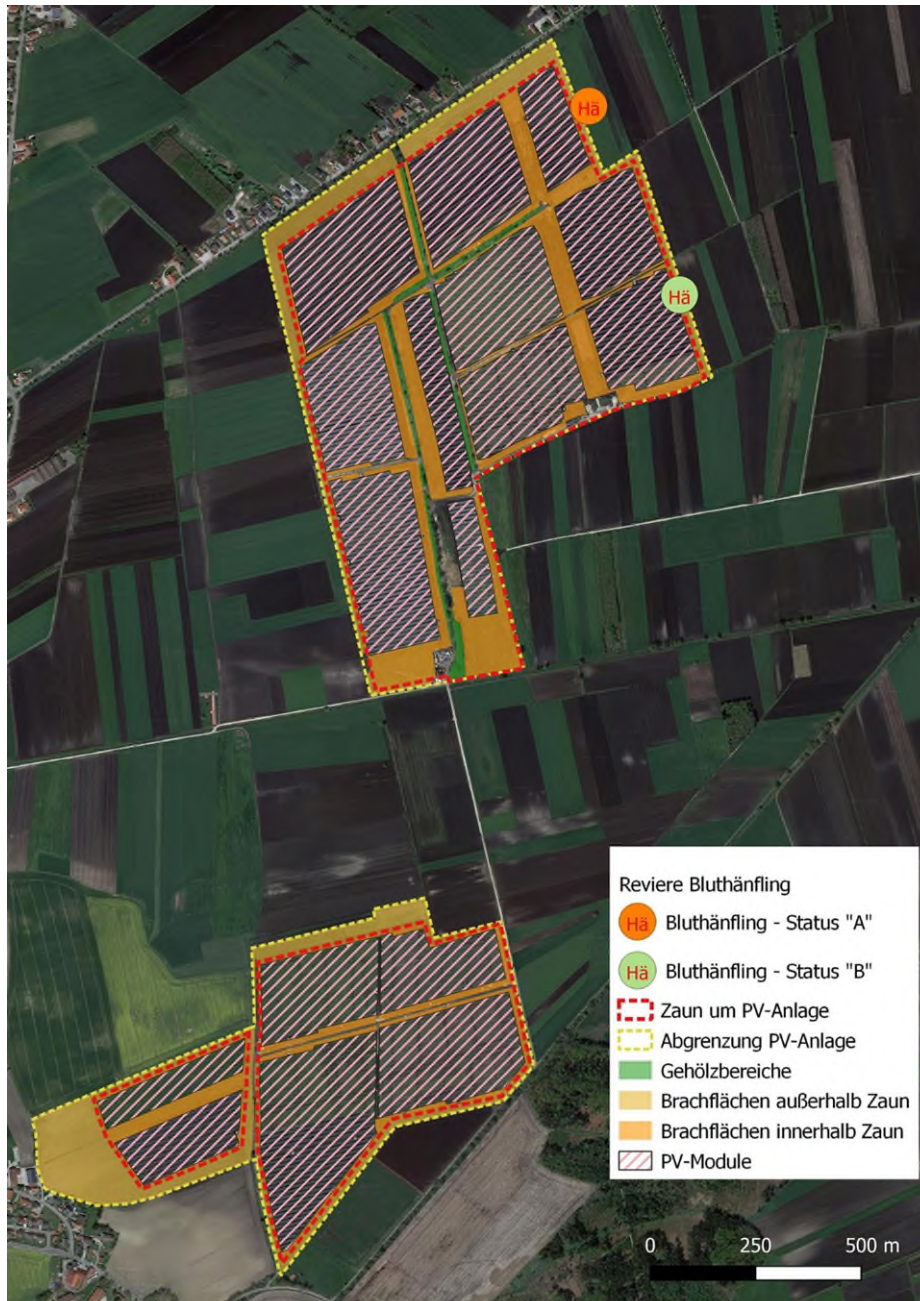 Hä
Hä
Reviere Bluthänfling
Hä Bluthänfling - Status "A"
Hä Bluthänfling - Status "B"
Zaun um PV-Anlage
Abgrenzung PV-Anlage
Gehölzbereiche
Brachflächen außerhalb Zaun
Brachflächen innerhalb Zaun
PV-Module
0 250 500 m